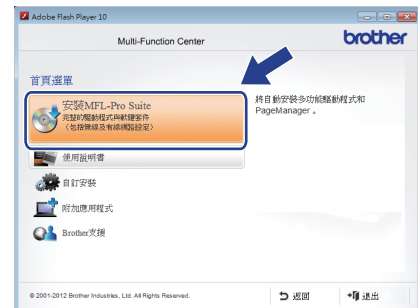 Adobe Flash Player 10
Multi-Function Center
brother
首頁選單
安裝MFL-Pro Suite
完整的驅動程式與軟體套件
(包括無線及有線網路設定)
將自動安裝多功能驅動程式和
PageManager。
使用說明書
自訂安裝
附加應用程式
Brother支援
© 2001-2012 Brother Industries, Ltd. All Rights Reserved.
返回
退出